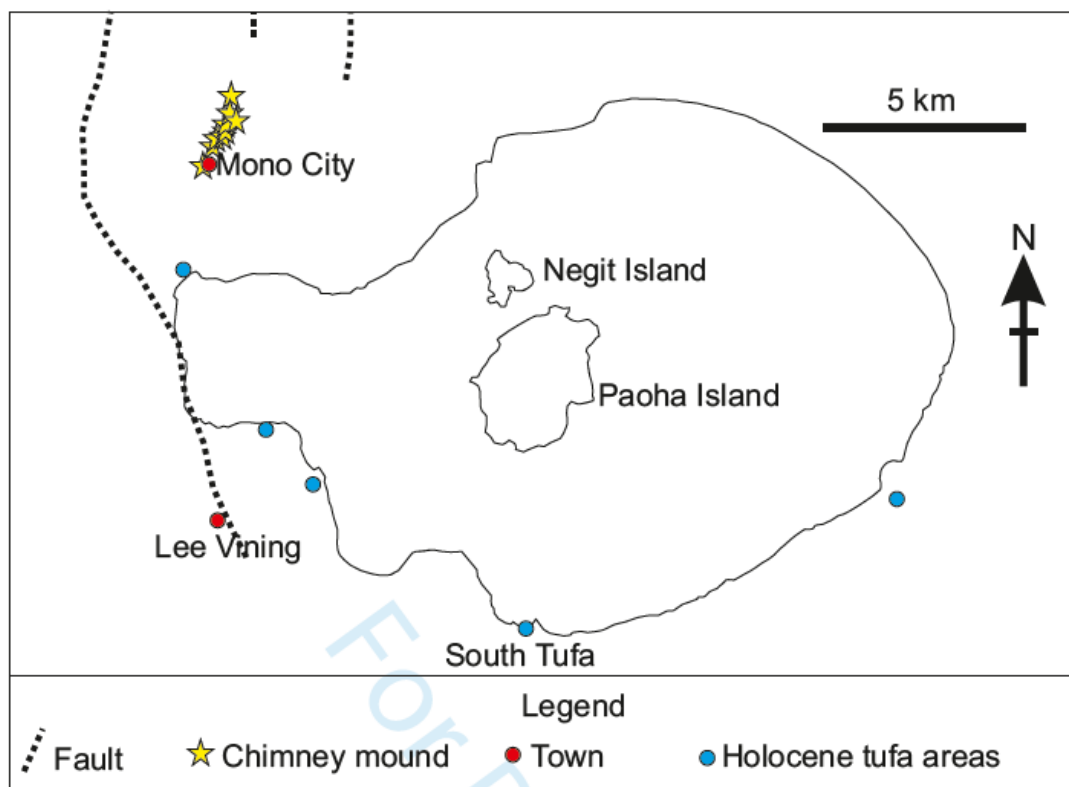 5 km
Mono City
N
Negit Island
Paoha Island
Lee Vining
South Tufa
For
Legend
Fault
Chimney mound
Town
Holocene tufa areas